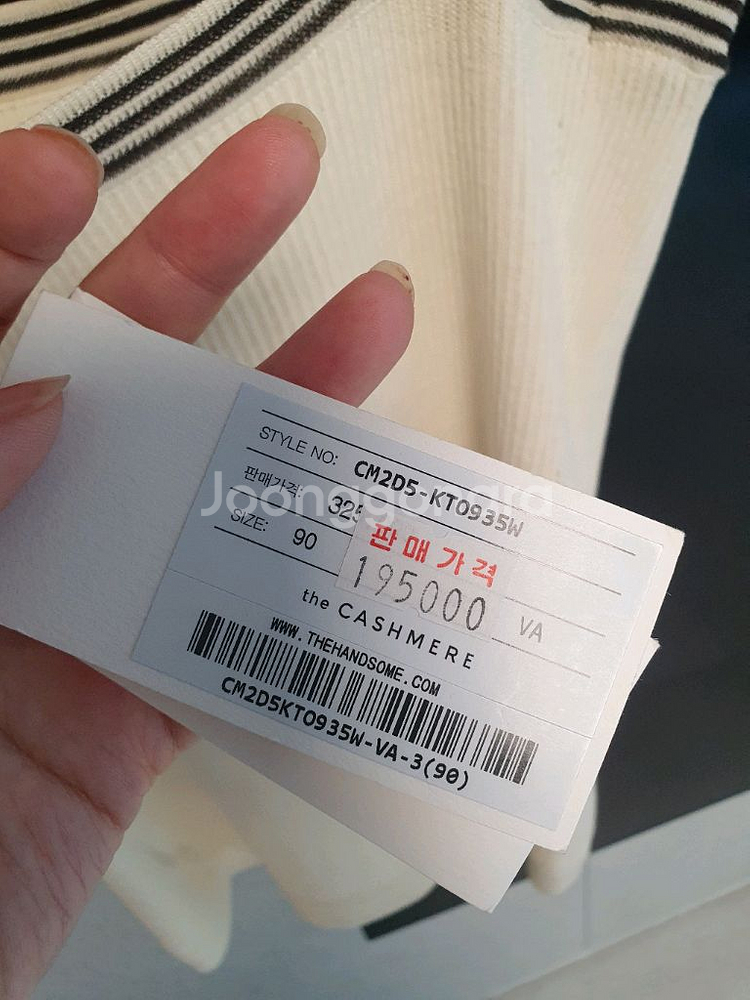 STYLE NO: CM2D5-KT0935W
판매가격: 325
판매가격
195000
SIZE: 90
VA
the CASHMERE
WWW.THEHANDSOME.COM
CM2D5KT0935W-VA-3(90)
Joonggonara